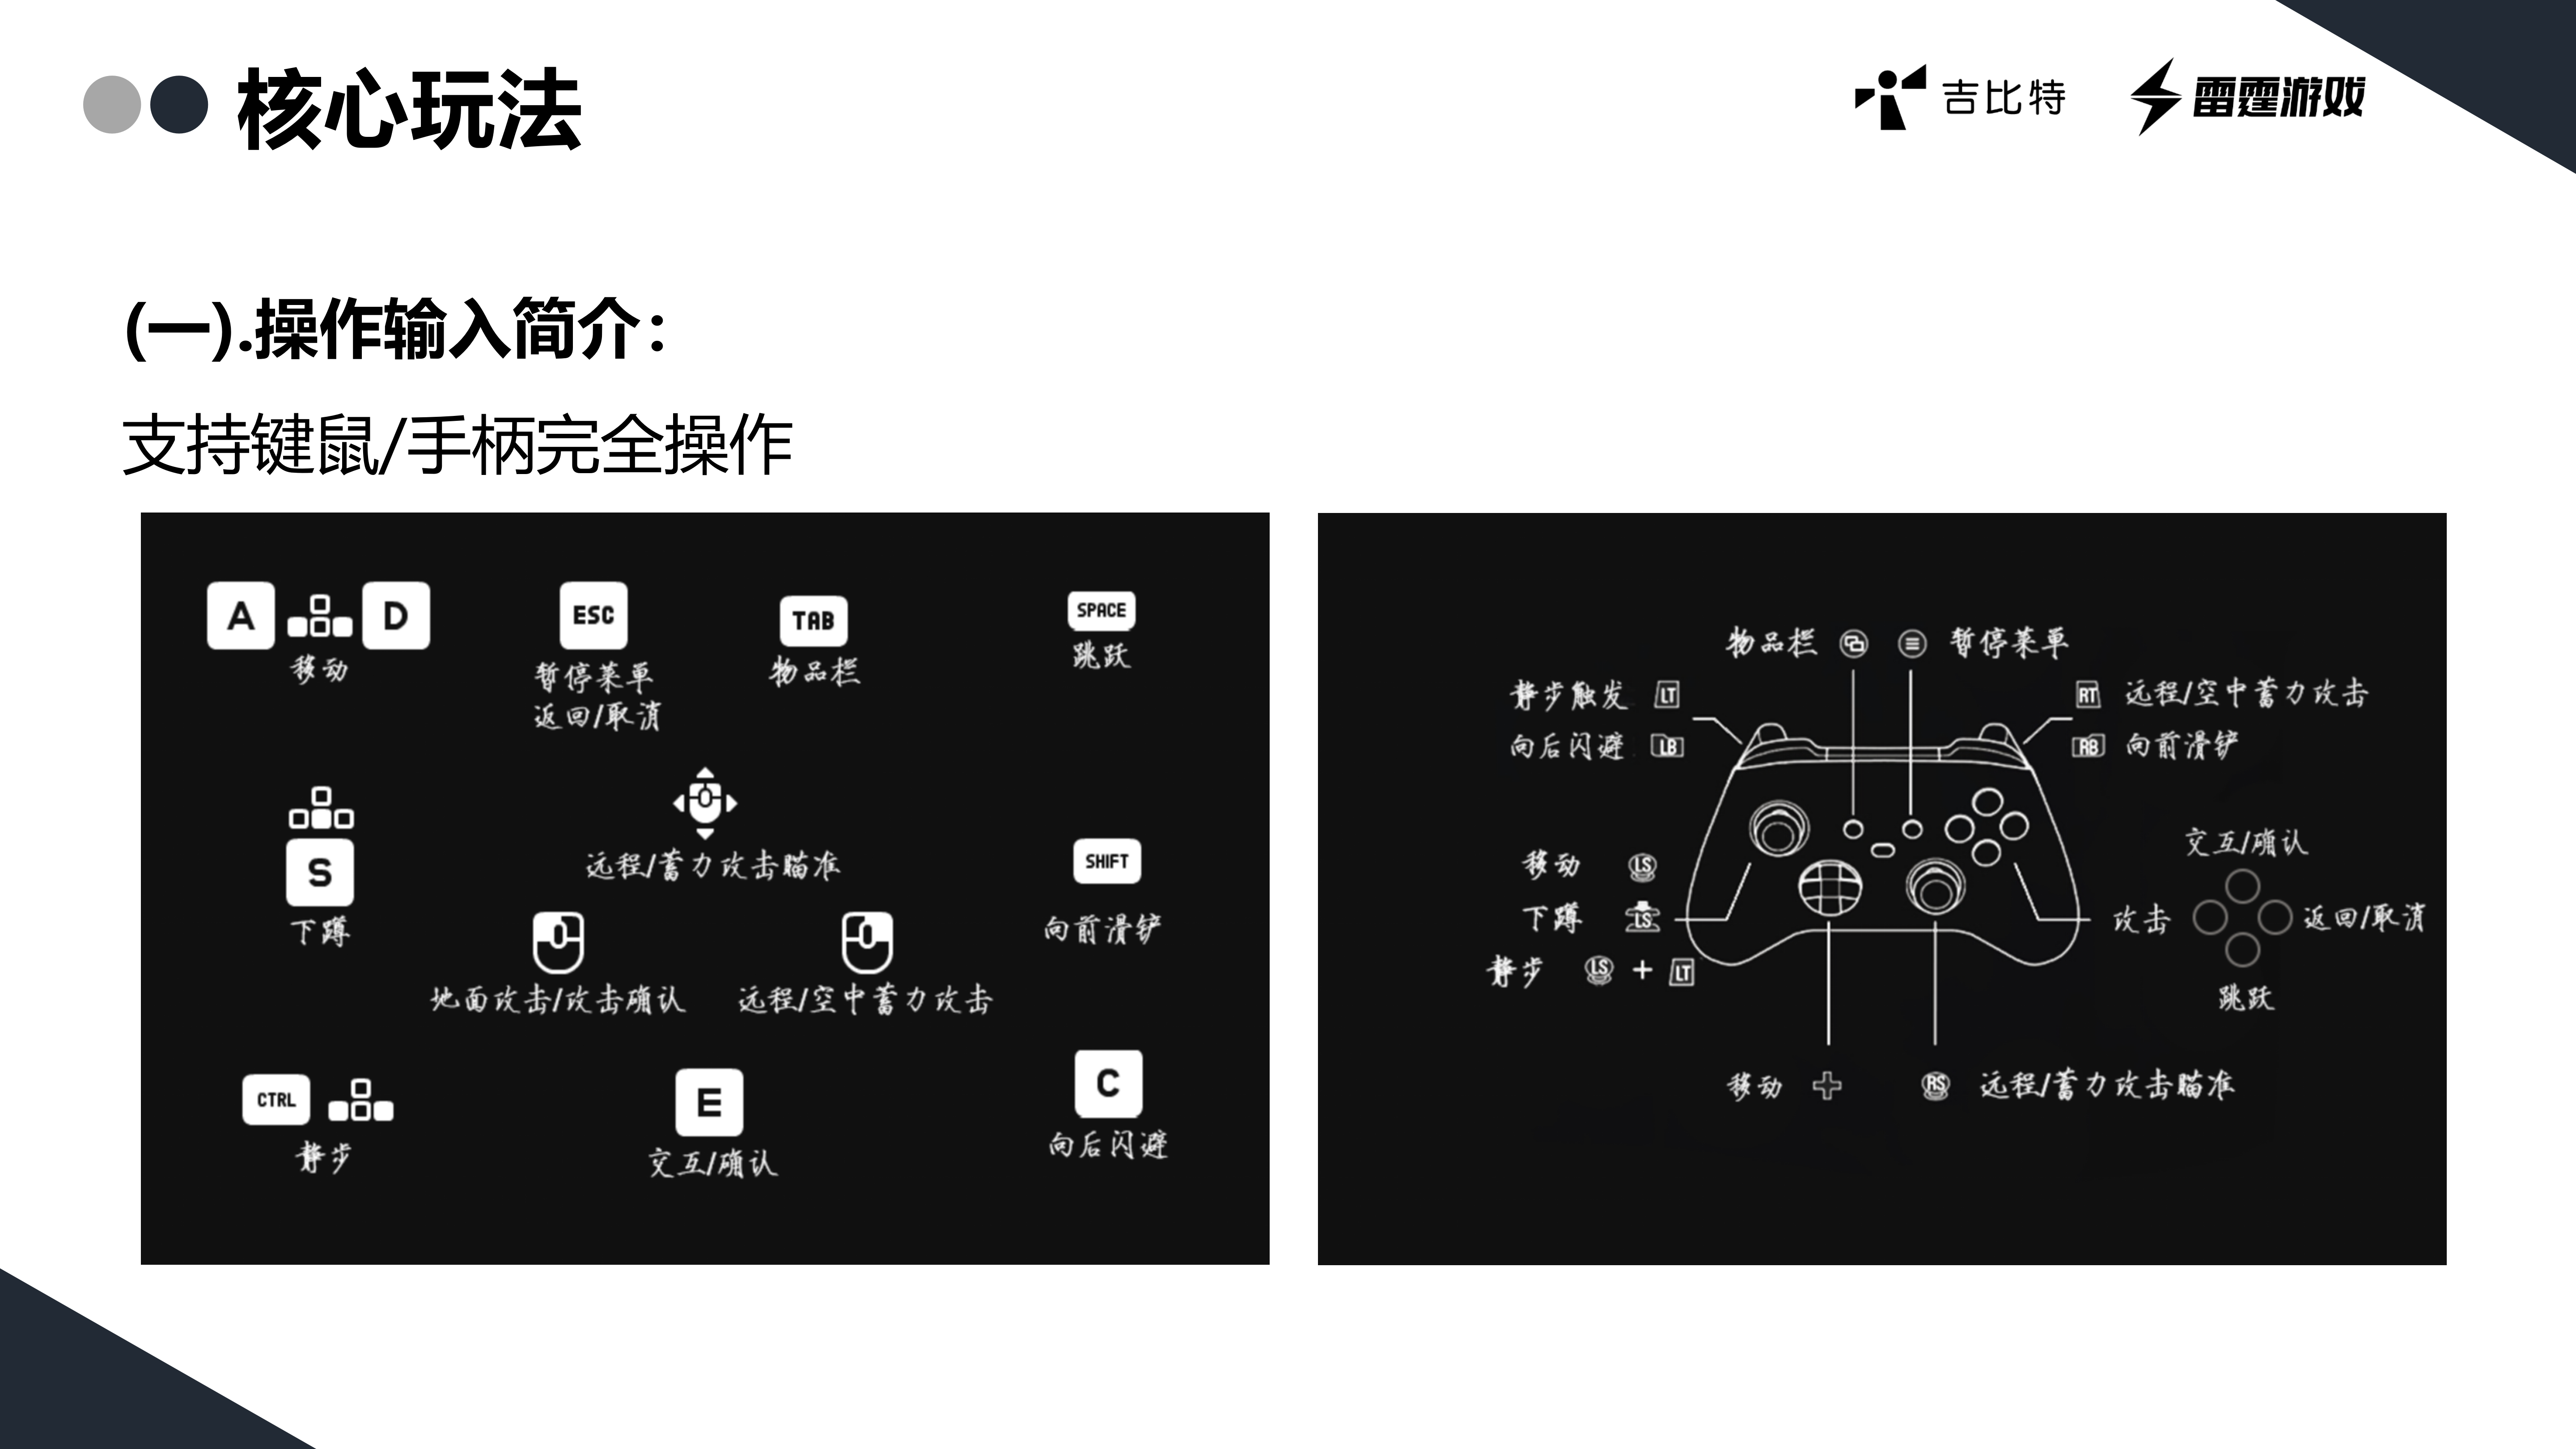 核心玩法
吉比特
雷霆游戏
(一).操作输入简介：
支持键鼠/手柄完全操作
A
D
移动
ESC
暂停菜单
返回/取消
TAB
物品栏
SPACE
跳跃
S
下蹲
远程/蓄力攻击瞄准
SHIFT
向前滑铲
地面攻击/攻击确认
远程/空中蓄力攻击
CTRL
静步
E
交互/确认
C
向后闪避
物品栏
暂停菜单
静步触发 LT
RT 远程/空中蓄力攻击
向后闪避 LB
RB 向前滑铲
移动 LS
下蹲 LS
静步 LS + LT
交互/确认
攻击
返回/取消
跳跃
移动
RS 远程/蓄力攻击瞄准